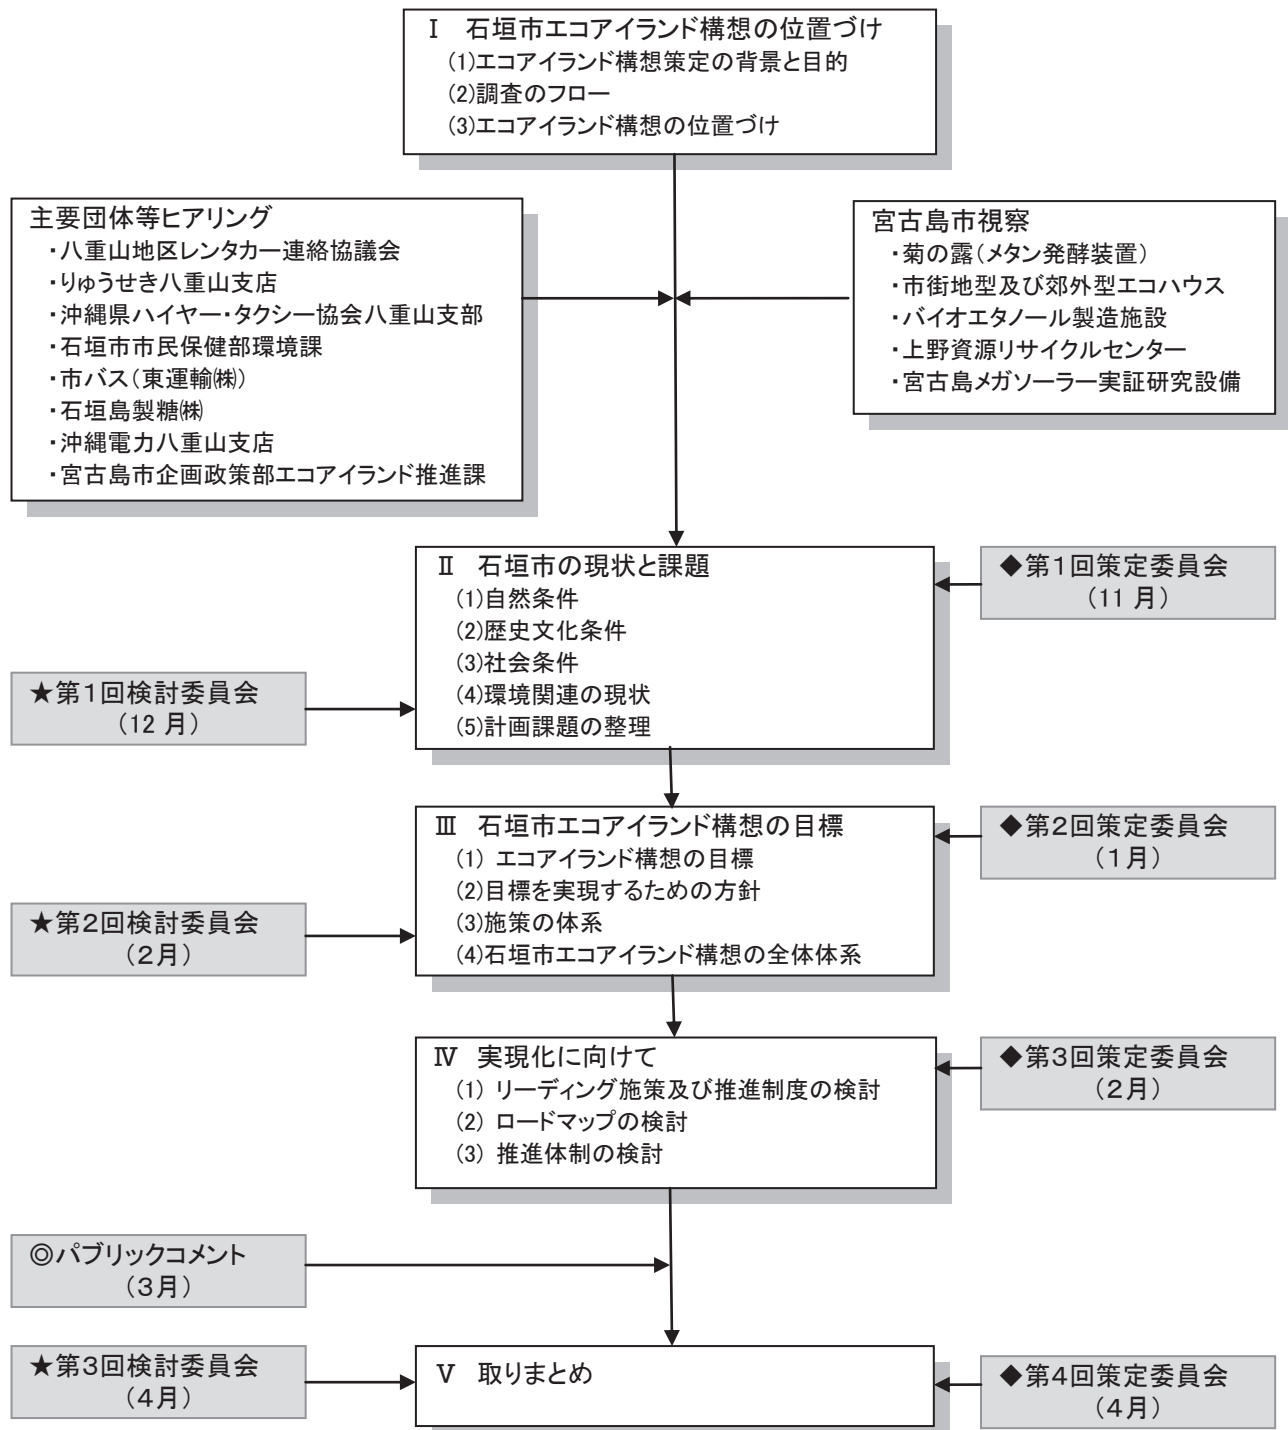 Ⅰ 石垣市エコアイランド構想の位置づけ
(1)エコアイランド構想策定の背景と目的
(2)調査のフロー
(3)エコアイランド構想の位置づけ
主要団体等ヒアリング
・八重山地区レンタカー連絡協議会
・りゅうせき八重山支店
・沖縄県ハイヤー・タクシー協会八重山支部
・石垣市市民保健部環境課
・市バス(東運輸㈱)
・石垣島製糖㈱
・沖縄電力八重山支店
・宮古島市企画政策部エコアイランド推進課
宮古島市視察
・菊の露(メタン発酵装置)
・市街地型及び郊外型エコハウス
・バイオエタノール製造施設
・上野資源リサイクルセンター
・宮古島メガソーラー実証研究設備
Ⅱ 石垣市の現状と課題
(1)自然条件
(2)歴史文化条件
(3)社会条件
(4)環境関連の現状
(5)計画課題の整理
◆第1回策定委員会
(11 月)
★第1回検討委員会
(12 月)
Ⅲ 石垣市エコアイランド構想の目標
(1) エコアイランド構想の目標
(2)目標を実現するための方針
(3)施策の体系
(4)石垣市エコアイランド構想の全体体系
◆第2回策定委員会
(1月)
★第2回検討委員会
(2月)
Ⅳ 実現化に向けて
(1) リーディング施策及び推進制度の検討
(2) ロードマップの検討
(3) 推進体制の検討
◆第3回策定委員会
(2月)
◎パブリックコメント
(3月)
★第3回検討委員会
(4月)
Ⅴ 取りまとめ
◆第4回策定委員会
(4月)